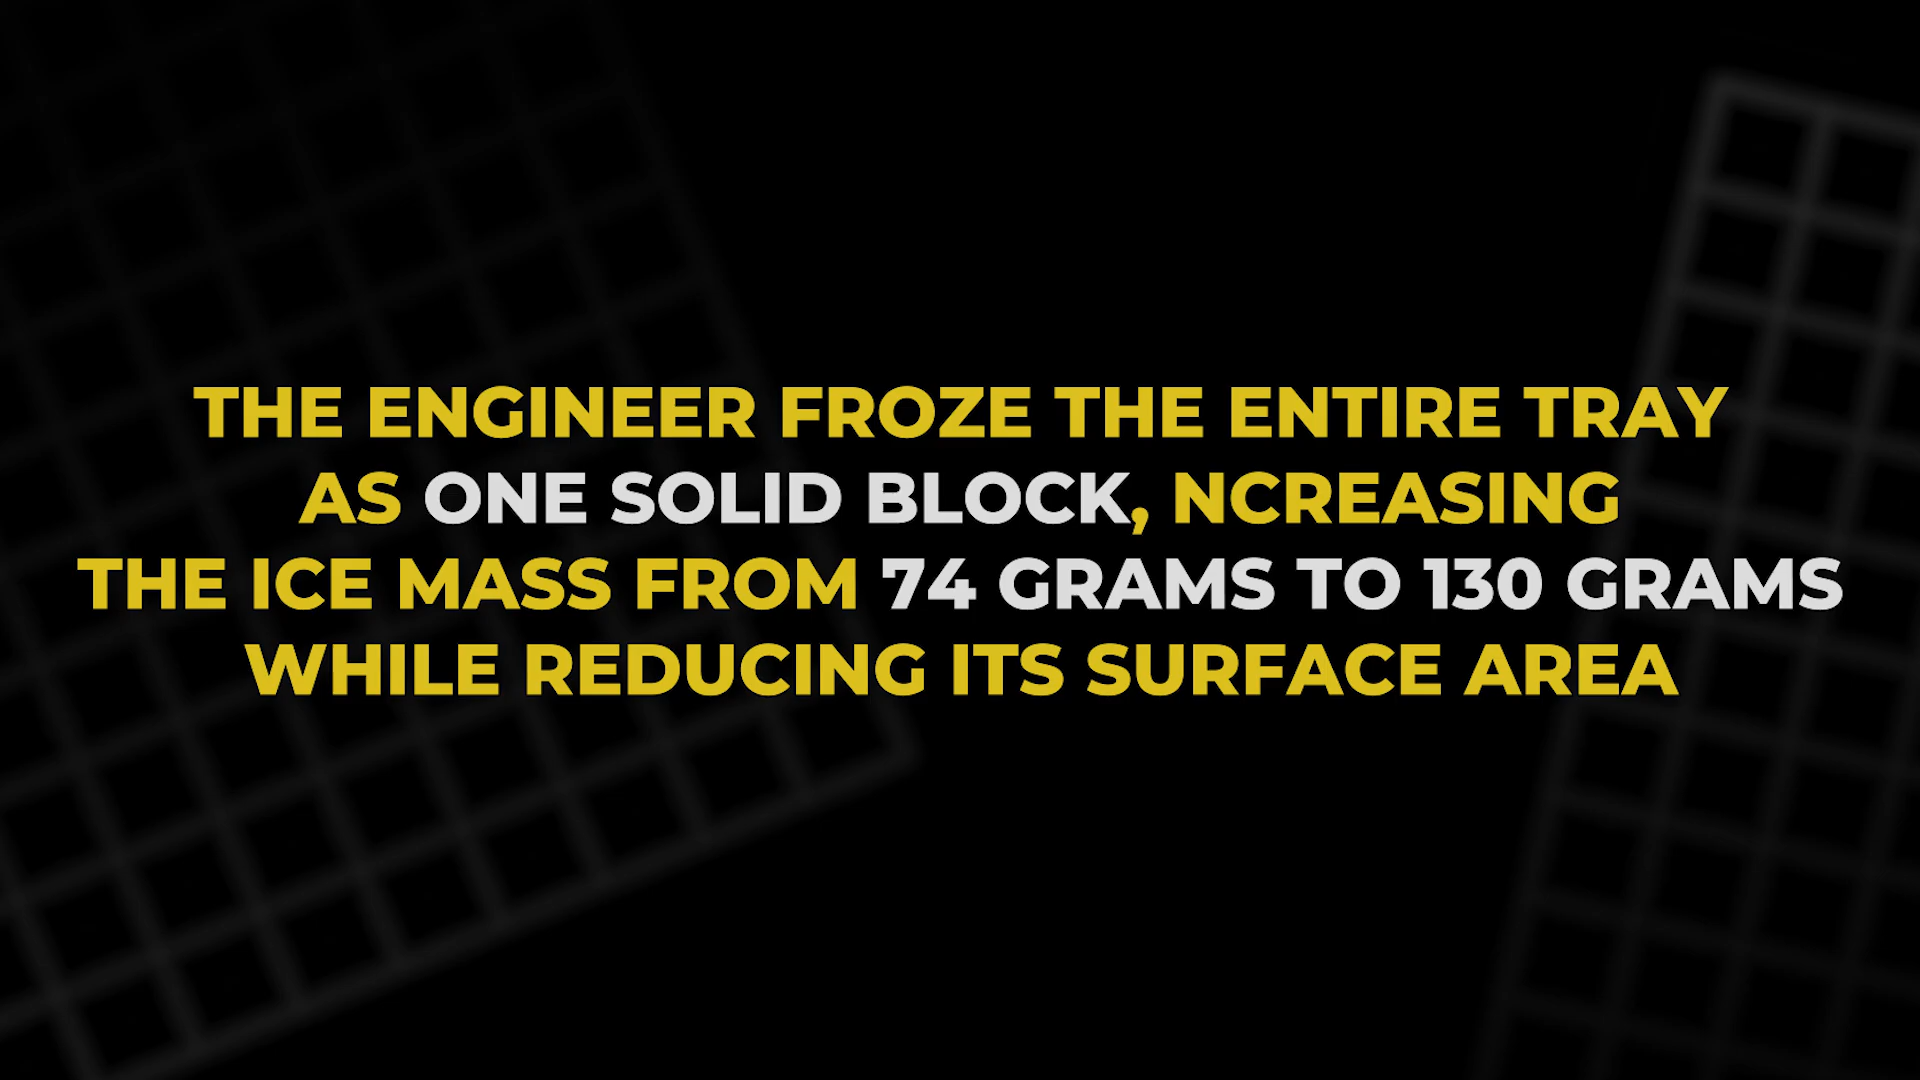 THE ENGINEER FROZE THE ENTIRE TRAY
AS ONE SOLID BLOCK, NCREASING
THE ICE MASS FROM 74 GRAMS TO 130 GRAMS
WHILE REDUCING ITS SURFACE AREA